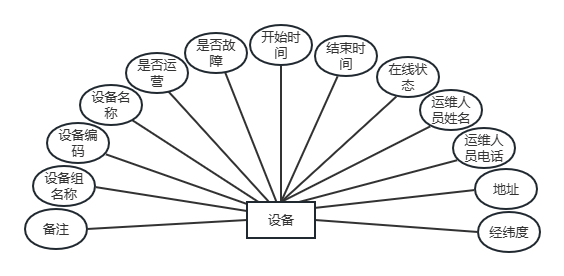 开始时
间
是否故
障
结束时
间
是否运
营
在线状
态
设备名
称
运维人
员姓名
设备编
码
运维人
员电话
设备组
名称
地址
备注
设备
经纬度